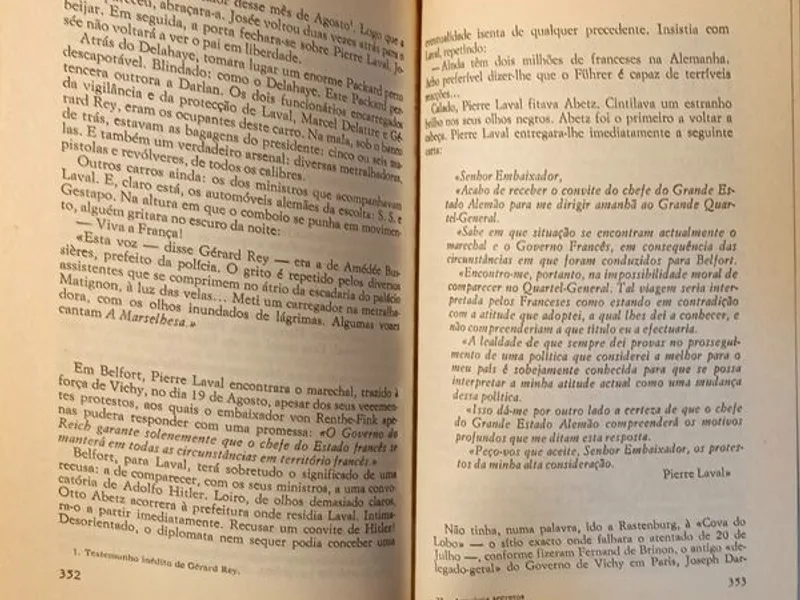 desse mês de Agosto¹. Logo que a
abraçara-a. Josée voltou duas vezes atrás para o
beijar. Em seguida, a porta fechara-se sobre Pierre Laval. Jo-
sée não voltará a ver o pai em liberdade.
Atrás do Delahaye, tomara lugar um enorme Packard preto
descapotável. Blindado: como o Delahaye. Este Packard per-
tencera outrora a Darlan. Os dois funcionários encarregados
da vigilância e da protecção de Laval, Marcel Delature e Gé-
rard Rey, eram os ocupantes deste carro. Na mala, sob o banco
de trás, estavam as bagagens do presidente: cinco ou seis ma-
las. E também um verdadeiro arsenal: diversas metralhadoras,
pistolas e revólveres, de todos os calibres.
Outros carros ainda: os dos ministros que acompanhavam
Laval. E, claro está, os automóveis alemães da escolta: S. S. e
Gestapo. Na altura em que o comboio se punha em movimen-
to, alguém gritara no escuro da noite:
— Viva a França!
«Esta voz — disse Gérard Rey — era a de Amédée Bus-
sières, prefeito da polícia. O grito é repetido pelos diversos
assistentes que se comprimem no átrio da escadaria do palácio
Matignon, à luz das velas... Meti um carregador na metralha-
dora, com os olhos inundados de lágrimas. Algumas vozes
cantam A Marselhesa.»
Em Belfort, Pierre Laval encontrara o marechal, trazido à
força de Vichy, no dia 19 de Agosto, apesar dos seus veemen-
tes protestos, aos quais o embaixador von Renthe-Fink ape-
nas pudera responder com uma promessa: «O Governo do
Reich garante solenemente que o chefe do Estado francês se
manterá em todas as circunstâncias em território francês.»
Belfort, para Laval, terá sobretudo o significado de uma
recusa: a de comparecer, com os seus ministros, a uma convo-
catória de Adolfo Hitler. Loiro, de olhos demasiado claros,
Otto Abetz acorrera à prefeitura onde residia Laval. Intima-
ra-o a partir imediatamente. Recusar um convite de Hitler!
Desorientado, o diplomata nem sequer podia conceber uma
1. Testemunho inédito de Gérard Rey.
352
eventualidade isenta de qualquer precedente. Insistia com
Laval, repetindo:
—Ainda têm dois milhões de franceses na Alemanha.
preferível dizer-lhe que o Führer é capaz de terríveis
Calado, Pierre Laval fitava Abetz. Cintilava um estranho
brilho nos seus olhos negros. Abetz foi o primeiro a voltar a
cabeça. Pierre Laval entregara-lhe imediatamente a seguinte
carta:
«Senhor Embaixador,
«Acabo de receber o convite do chefe do Grande Es-
tado Alemão para me dirigir amanhã ao Grande Quar-
tel-General.
«Sabe em que situação se encontram actualmente o
marechal e o Governo Francês, em consequência das
circunstâncias em que foram conduzidos para Belfort.
«Encontro-me, portanto, na impossibilidade moral de
comparecer no Quartel-General. Tal viagem seria inter-
pretada pelos Franceses como estando em contradição
com a atitude que adoptei, a qual lhes dei a conhecer, e
não compreenderiam a que título eu a efectuaria.
«A lealdade de que sempre dei provas no prossegui-
mento de uma política que considerei a melhor para o
meu país é sobejamente conhecida para que se possa
interpretar a minha atitude actual como uma mudança
dessa política.
«Isso dá-me por outro lado a certeza de que o chefe
do Grande Estado Alemão compreenderá os motivos
profundos que me ditam esta resposta.
«Peço-vos que aceite, Senhor Embaixador, os protes-
tos da minha alta consideração.
Pierre Laval»
Não tinha, numa palavra, ido a Rastenburg, à «Cova do
Lobo» — o sítio exacto onde falhara o atentado de 20 de
Julho —, conforme fizeram Fernand de Brinon, o antigo «de-
legado-geral» do Governo de Vichy em Paris, Joseph Dar-
353